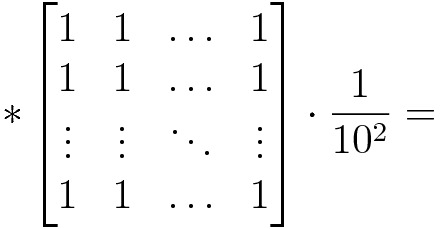 * [ 1 1 … 1
1 1 … 1
⋮ ⋮ ⋱ ⋮
1 1 … 1 ] · 1/10² =